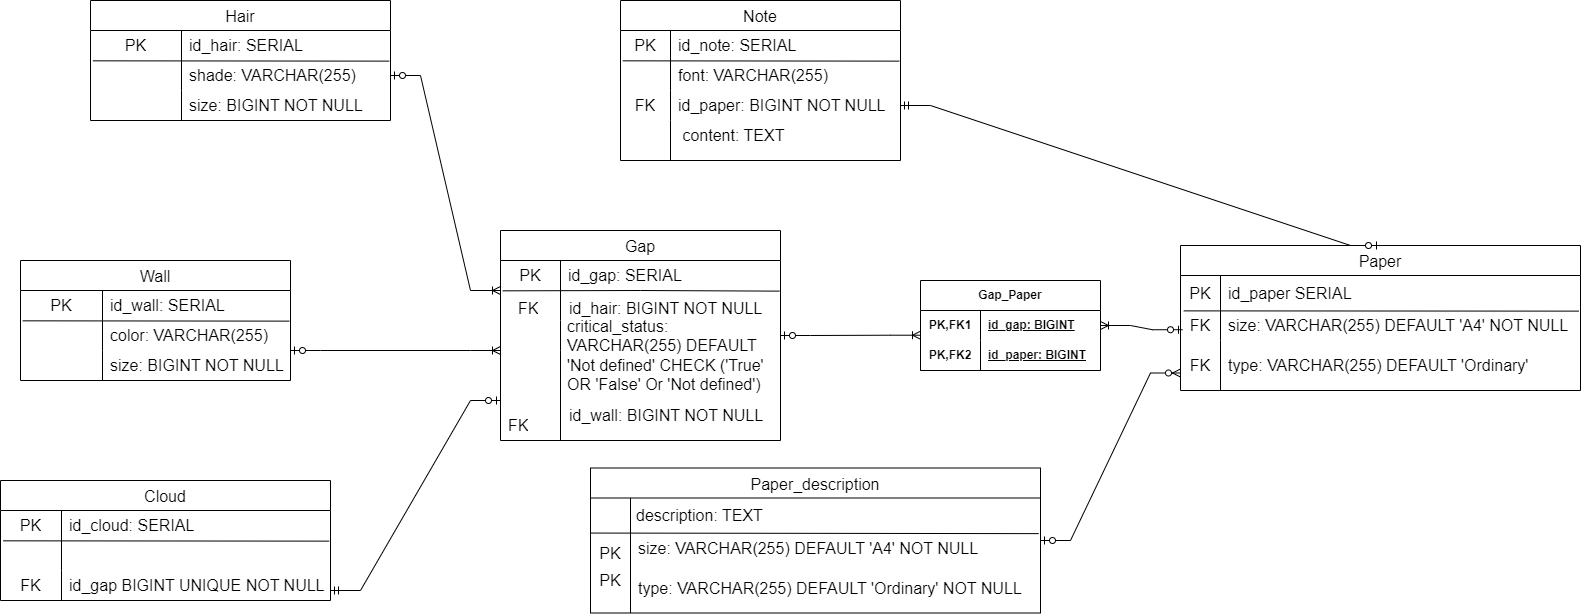 Hair
PK id_hair: SERIAL
shade: VARCHAR(255)
size: BIGINT NOT NULL
Note
PK id_note: SERIAL
font: VARCHAR(255)
FK id_paper: BIGINT NOT NULL
content: TEXT
Wall
PK id_wall: SERIAL
color: VARCHAR(255)
size: BIGINT NOT NULL
Gap
PK id_gap: SERIAL
FK id_hair: BIGINT NOT NULL
critical_status:
VARCHAR(255) DEFAULT
'Not defined' CHECK ('True'
OR 'False' Or 'Not defined')
id_wall: BIGINT NOT NULL
FK
Gap_Paper
PK,FK1 id_gap: BIGINT
PK,FK2 id_paper: BIGINT
Paper
PK id_paper SERIAL
FK size: VARCHAR(255) DEFAULT 'A4' NOT NULL
FK type: VARCHAR(255) DEFAULT 'Ordinary'
Cloud
PK id_cloud: SERIAL
FK id_gap BIGINT UNIQUE NOT NULL
Paper_description
description: TEXT
PK size: VARCHAR(255) DEFAULT 'A4' NOT NULL
PK type: VARCHAR(255) DEFAULT 'Ordinary' NOT NULL